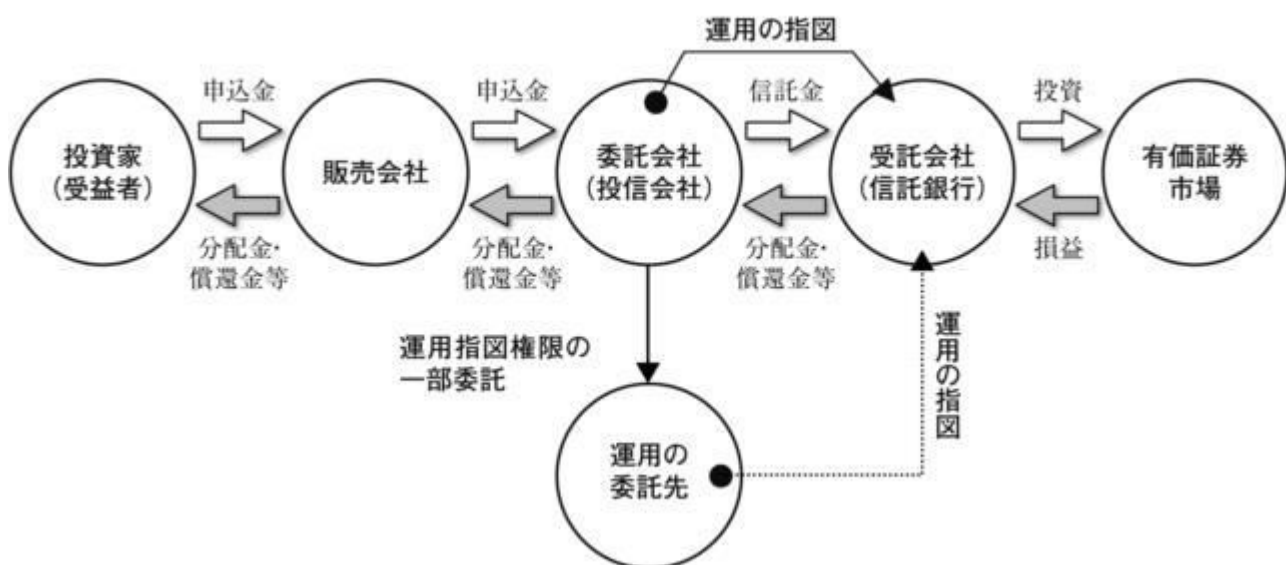 運用の指図
申込金
申込金
信託金
投資
投資家
(受益者)
販売会社
委託会社
(投信会社)
受託会社
(信託銀行)
有価証券
市場
分配金・
償還金等
分配金・
償還金等
分配金・
償還金等
損益
運用指図権限の
一部委託
運用の指図
運用の
委託先